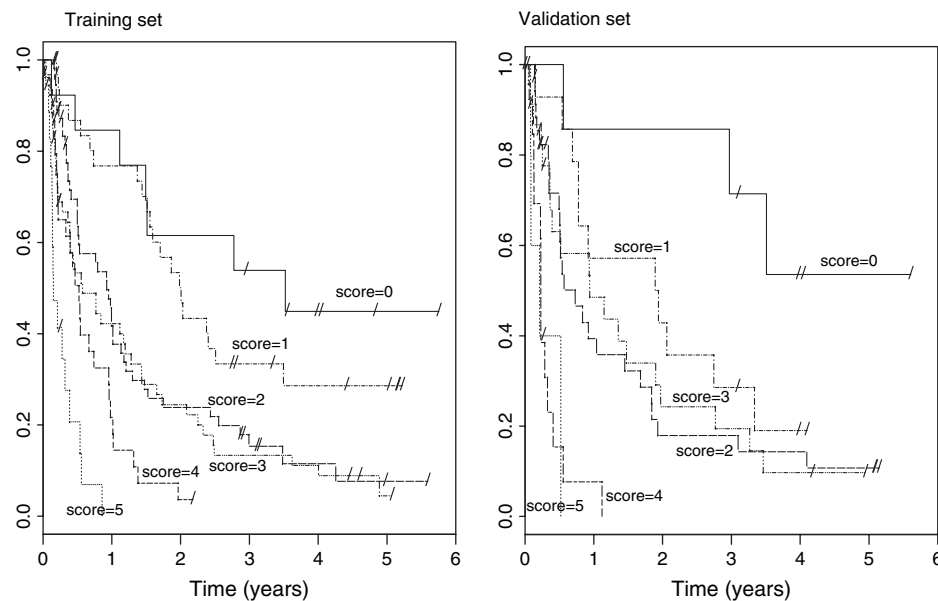 Training set
1.0
0.8
0.6
0.4
0.2
0.0
score=0
score=1
score=2
score=3
score=4
score=5
0 1 2 3 4 5 6
Time (years)
Validation set
1.0
0.8
0.6
0.4
0.2
0.0
score=1
score=0
score=3
score=2
score=5
score=4
0 1 2 3 4 5 6
Time (years)